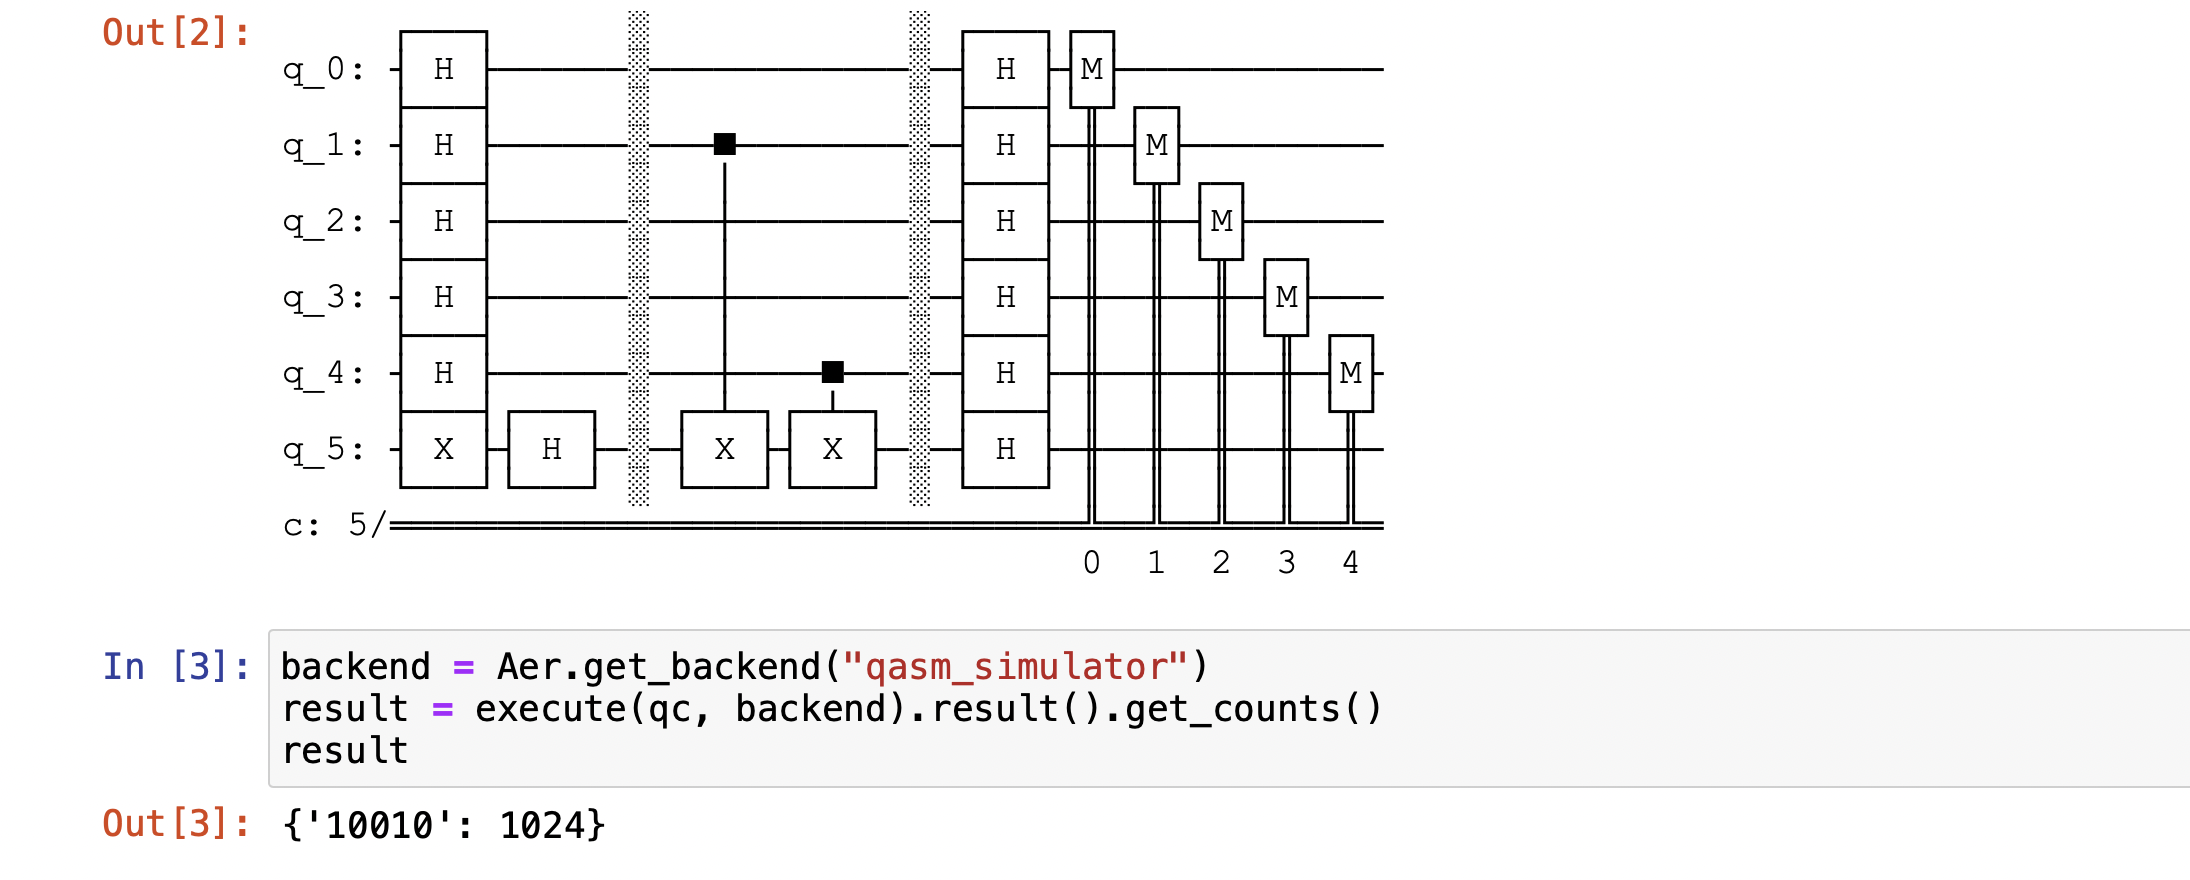 Out[2]:
q_0: H H M
q_1: H H M
q_2: H H M
q_3: H H M
q_4: H H M
q_5: X H X X H
c: 5/
0 1 2 3 4
In [3]: backend = Aer.get_backend("qasm_simulator")
result = execute(qc, backend).result().get_counts()
result
Out[3]: {'10010': 1024}